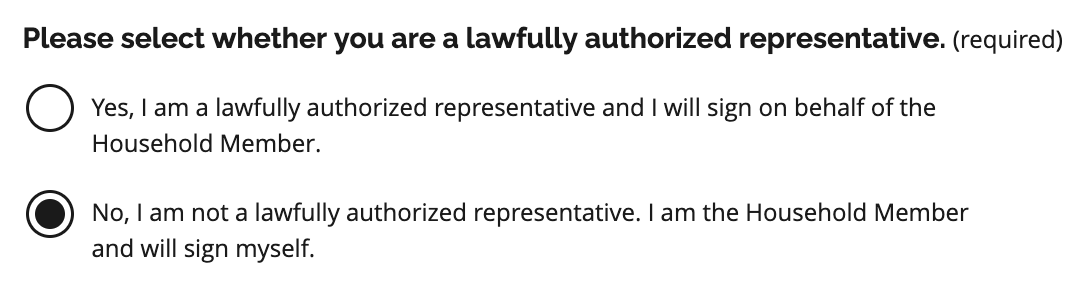 Please select whether you are a lawfully authorized representative. (required)
Yes, I am a lawfully authorized representative and I will sign on behalf of the
Household Member.
No, I am not a lawfully authorized representative. I am the Household Member
and will sign myself.